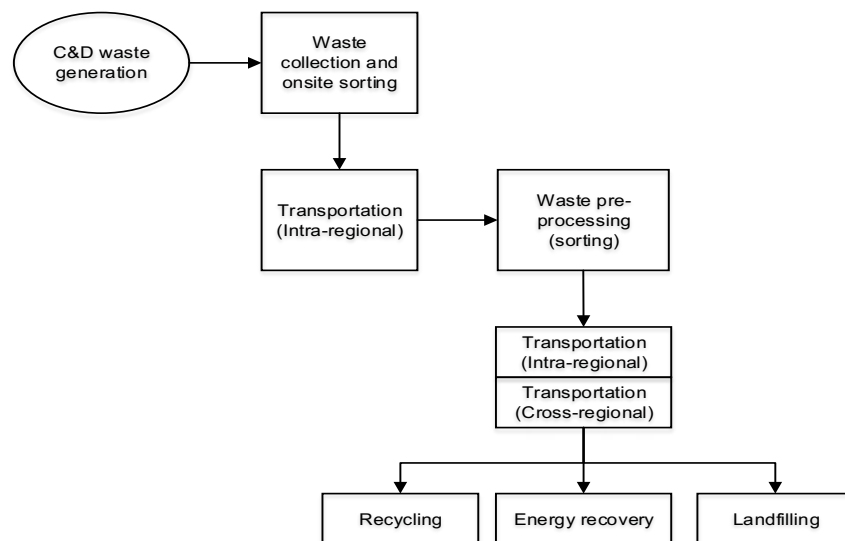 C&D waste
generation
Waste
collection and
onsite sorting
Transportation
(Intra-regional)
Waste pre-
processing
(sorting)
Transportation
(Intra-regional)
Transportation
(Cross-regional)
Recycling
Energy recovery
Landfilling